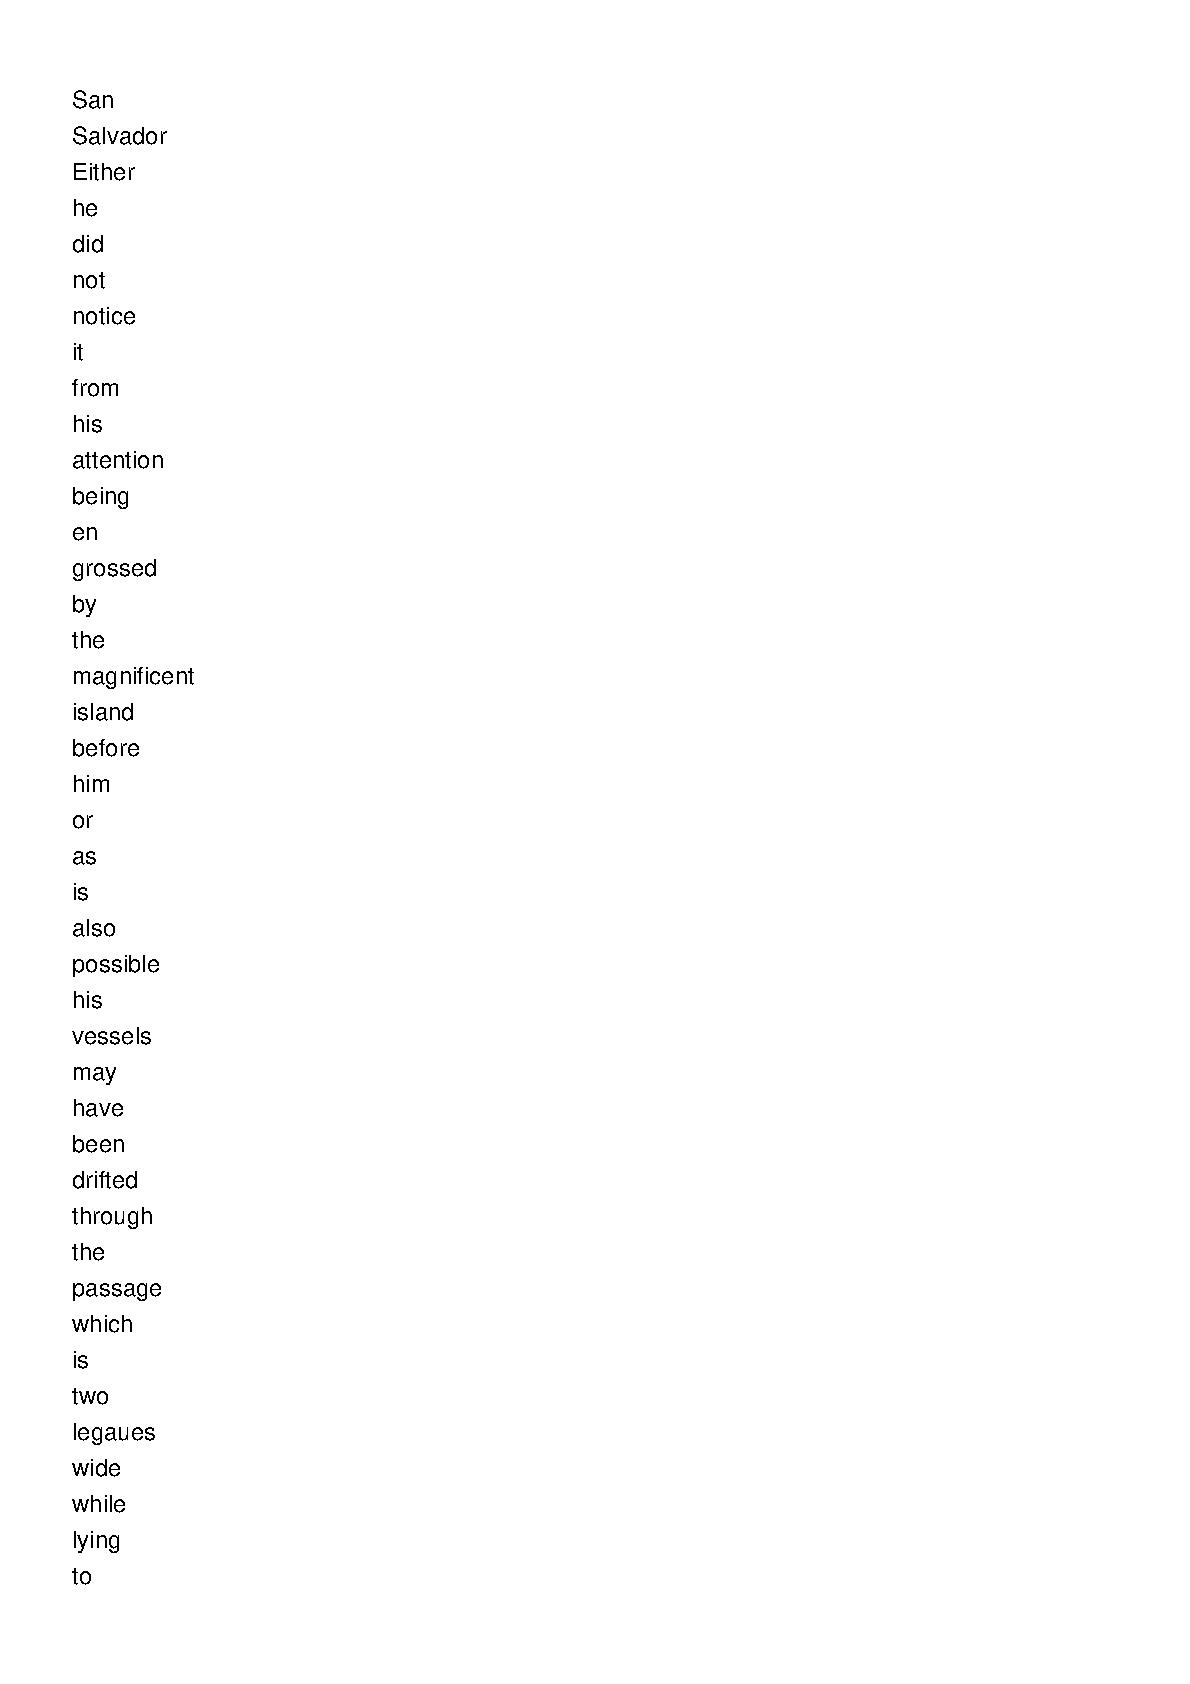 San
Salvador
Either
he
did
not
notice
it
from
his
attention
being
en
grossed
by
the
magnificent
island
before
him
or
as
is
also
possible
his
vessels
may
have
been
drifted
through
the
passage
which
is
two
legaues
wide
while
lying
to